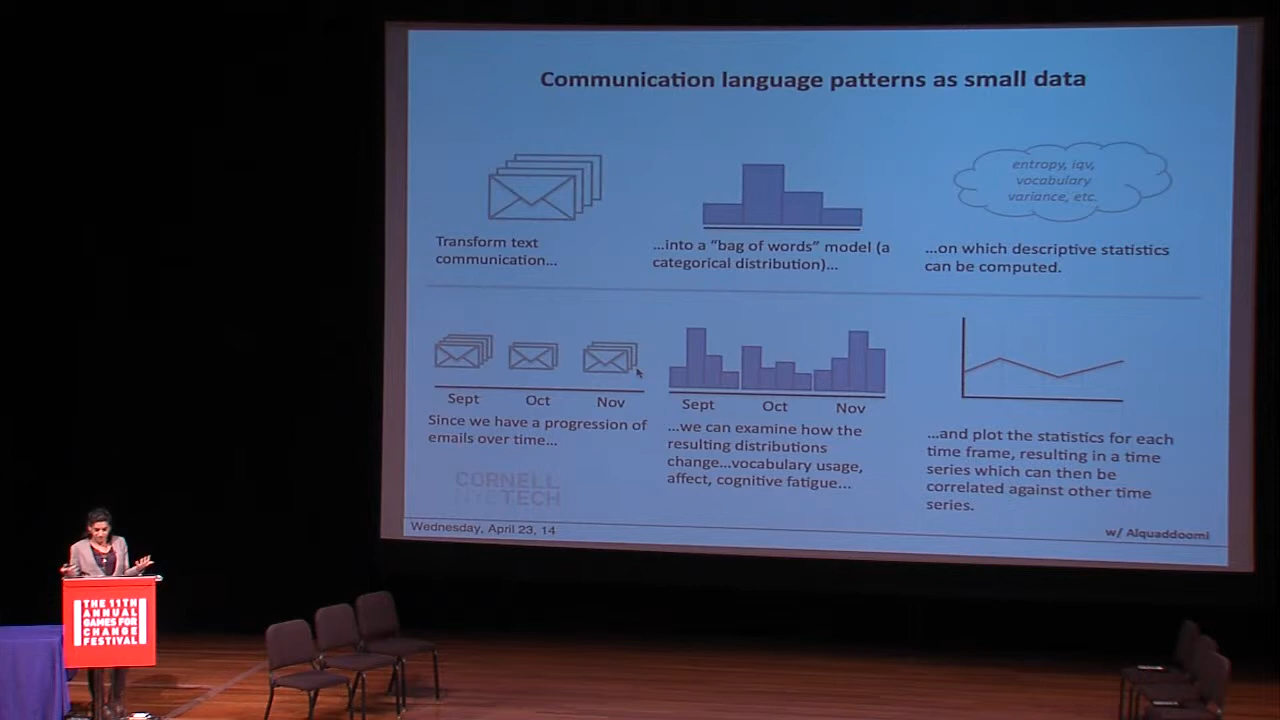 Communication language patterns as small data
entropy, iqv,
vocabulary
variance, etc.
Transform text
communication...
...into a "bag of words" model (a
categorical distribution)...
...on which descriptive statistics
can be computed.
Sept
Oct
Nov
Since we have a progression of
emails over time...
Sept
Oct
Nov
...we can examine how the
resulting distributions
change...vocabulary usage,
affect, cognitive fatigue...
...and plot the statistics for each
time frame, resulting in a time
series which can then be
correlated against other time
series.
CORNELL
NYC TECH
Wednesday, April 23, 14
w/ Alquaddoomi
THE 11TH
ANNUAL
GAMES FOR
CHANGE
FESTIVAL